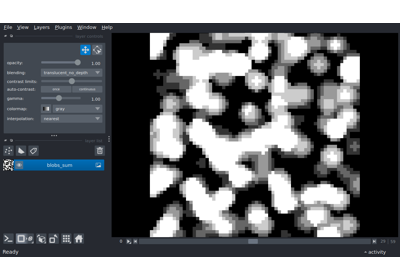 File View Layers Plugins Window Help
opacity: 1.00
blending: translucent_no_depth
contrast limits:
auto-contrast: once continuous
gamma: 1.00
colormap: gray
interpolation: nearest
blobs_sum
Ready
activity